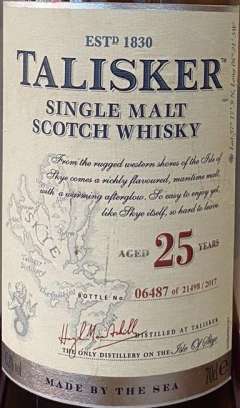 ESTD 1830
TALISKER
SINGLE MALT
SCOTCH WHISKY
From the rugged western shores of the Isle of
Skye comes a richly flavoured, maritime malt,
with a warming afterglow. So easy to enjoy yet,
like Skye itself, so hard to leave
AGED 25 YEARS
BOTTLE No. 06487 of 21498 / 2017
DISTILLED AT TALISKER
THE ONLY DISTILLERY ON THE Isle Of Skye
MADE BY THE SEA
70cl e